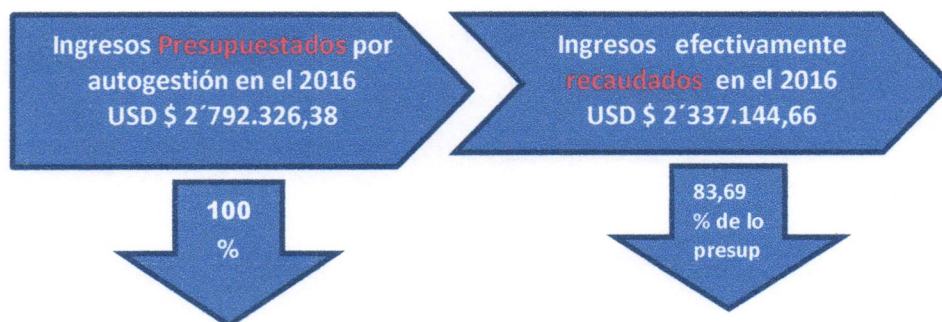 Ingresos Presupuestados por
autogestión en el 2016
USD $ 2´792.326,38
Ingresos efectivamente
recaudados en el 2016
USD $ 2´337.144,66
100
%
83,69
% de lo
presup